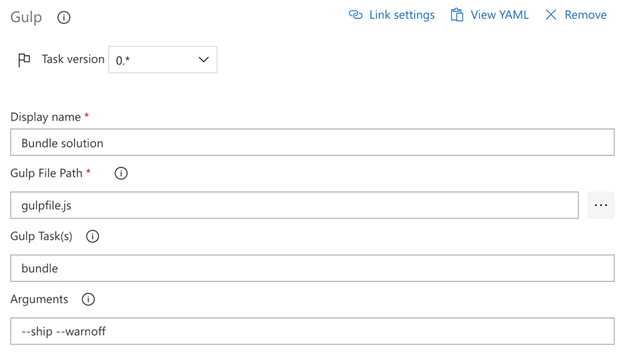 Gulp
Link settings View YAML Remove
Task version 0.*
Display name *
Bundle solution
Gulp File Path *
gulpfile.js ...
Gulp Task(s)
bundle
Arguments
--ship --warnoff